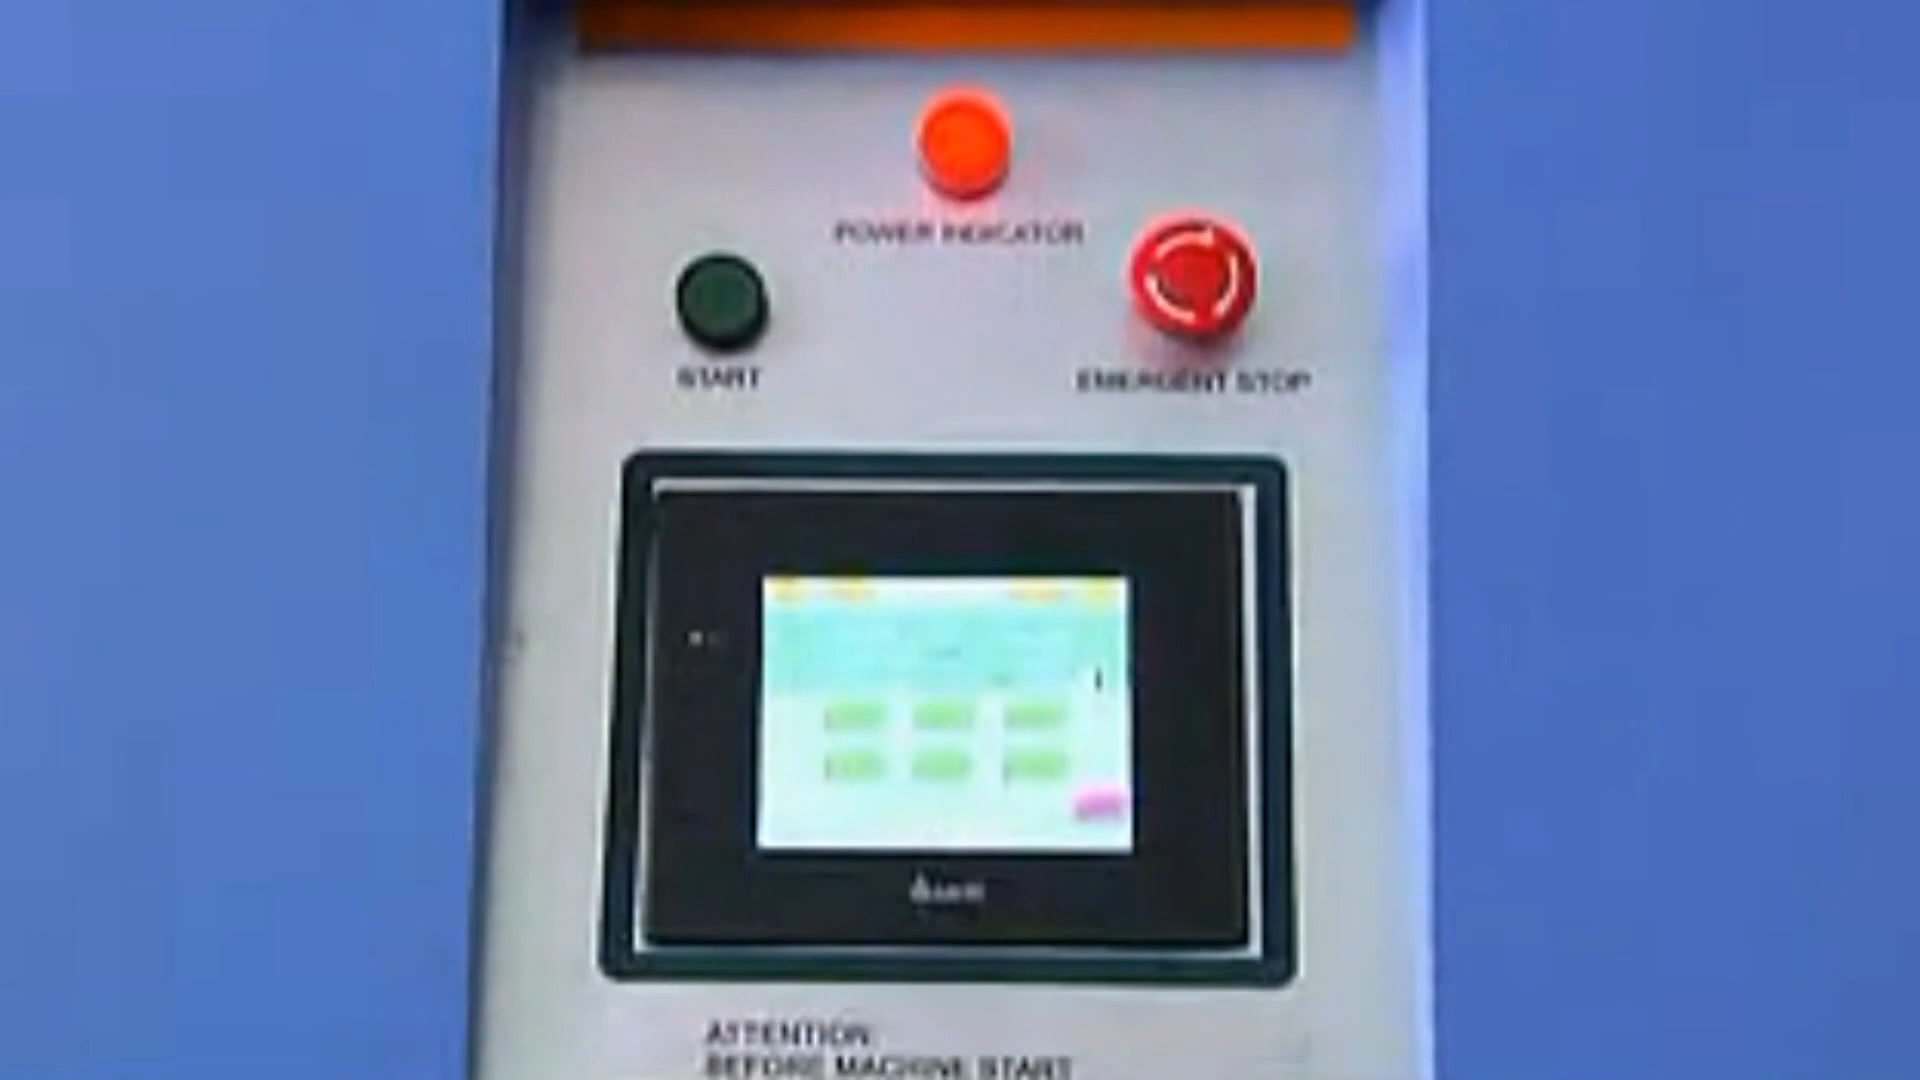 POWER INDICATOR
START
EMERGENT STOP
ATTENTION:
BEFORE MACHINE START